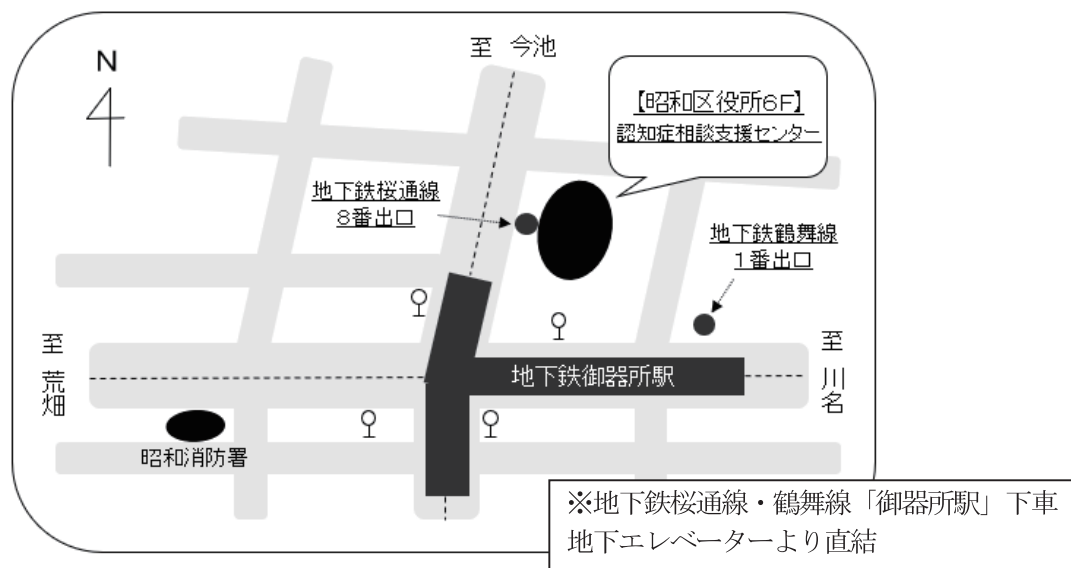 至 今池
N
【昭和区役所6F】
認知症相談支援センター
地下鉄桜通線
8番出口
地下鉄鶴舞線
1番出口
至 荒畑
地下鉄御器所駅
至 川名
昭和消防署
※地下鉄桜通線・鶴舞線「御器所駅」下車
地下エレベーターより直結